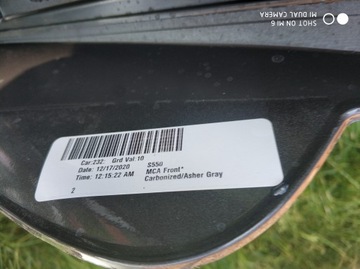 SHOT ON MI 6
MI DUAL CAMERA
Car:232: Grd Val:10
Date: 12/17/2020 S550
Time: 12:15:22 AM MCA Front*
Carbonized/Asher Gray
2